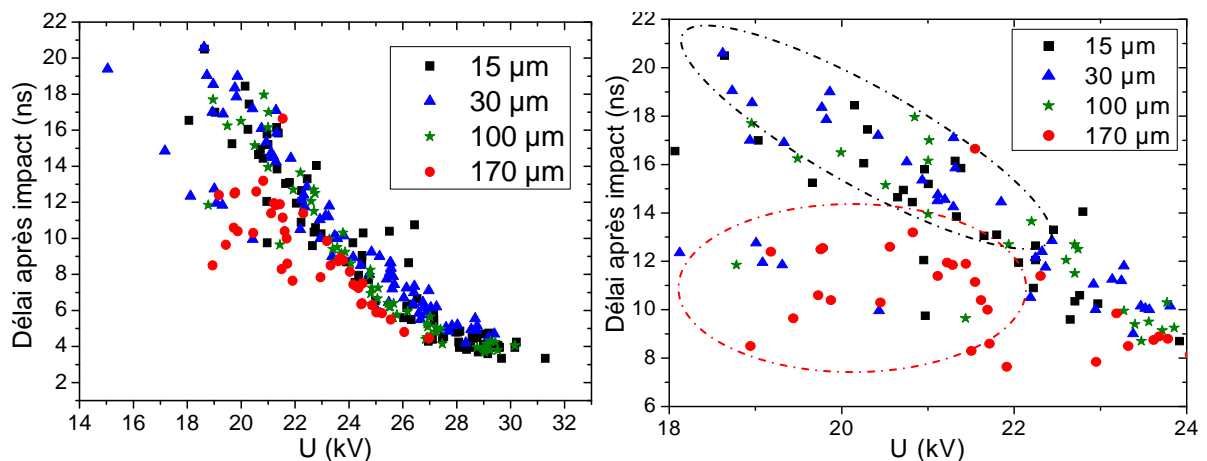 Délai après impact (ns)
22
20
18
16
14
12
10
8
6
4
2
14 16 18 20 22 24 26 28 30 32
U (kV)
15 µm
30 µm
100 µm
170 µm
Délai après impact (ns)
22
20
18
16
14
12
10
8
6
18 19 20 21 22 23 24
U (kV)
15 µm
30 µm
100 µm
170 µm